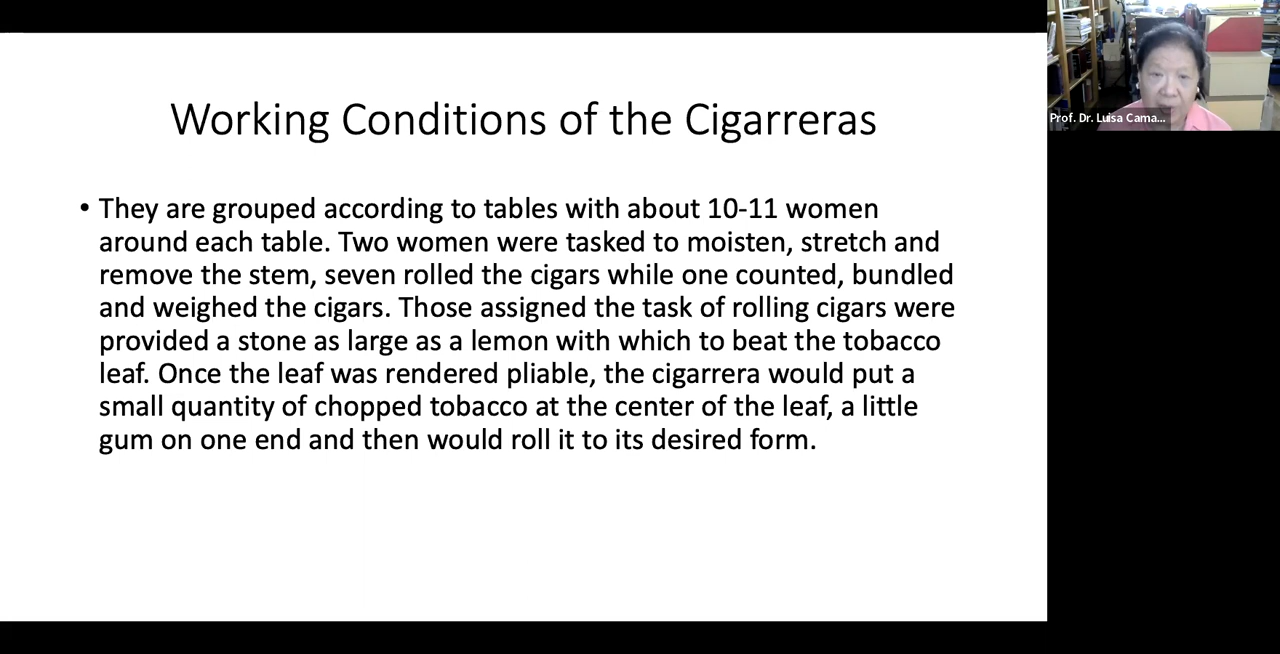 Working Conditions of the Cigarreras
• They are grouped according to tables with about 10-11 women
around each table. Two women were tasked to moisten, stretch and
remove the stem, seven rolled the cigars while one counted, bundled
and weighed the cigars. Those assigned the task of rolling cigars were
provided a stone as large as a lemon with which to beat the tobacco
leaf. Once the leaf was rendered pliable, the cigarrera would put a
small quantity of chopped tobacco at the center of the leaf, a little
gum on one end and then would roll it to its desired form.
Prof. Dr. Luisa Cama...